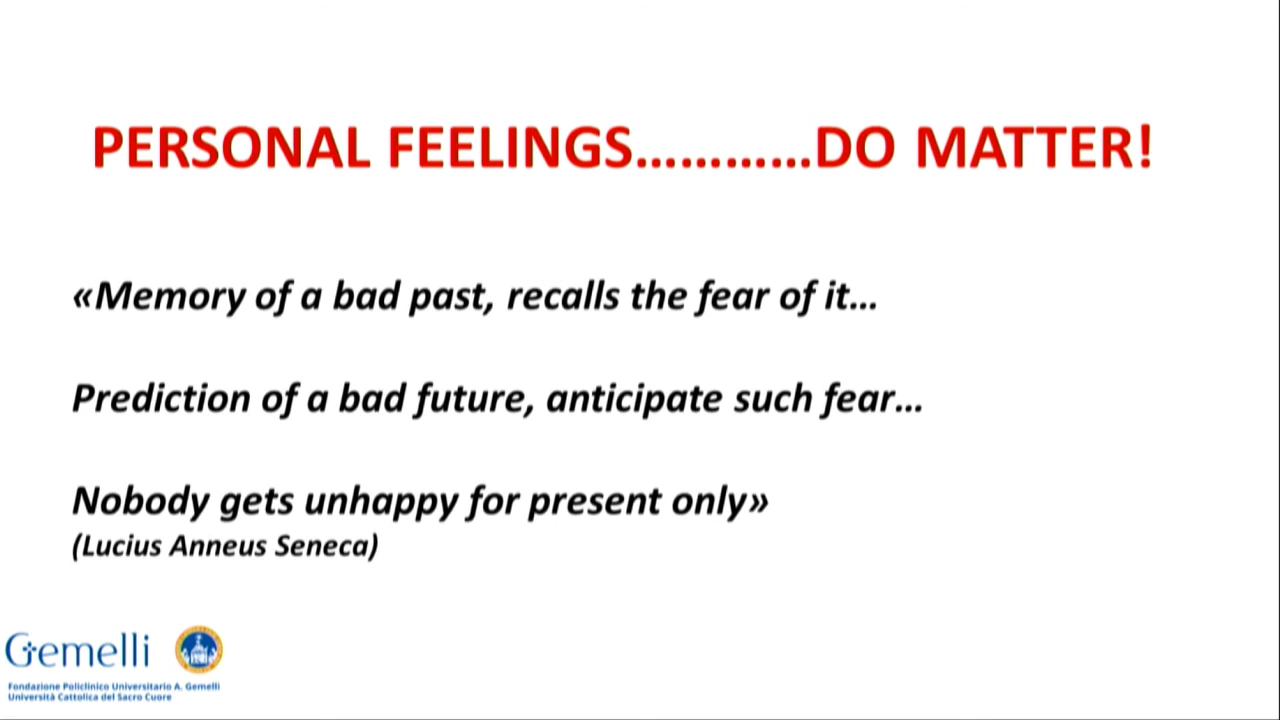 PERSONAL FEELINGS…………DO MATTER!
«Memory of a bad past, recalls the fear of it…
Prediction of a bad future, anticipate such fear…
Nobody gets unhappy for present only»
(Lucius Anneus Seneca)
Gemelli
Fondazione Policlinico Universitario A. Gemelli
Università Cattolica del Sacro Cuore